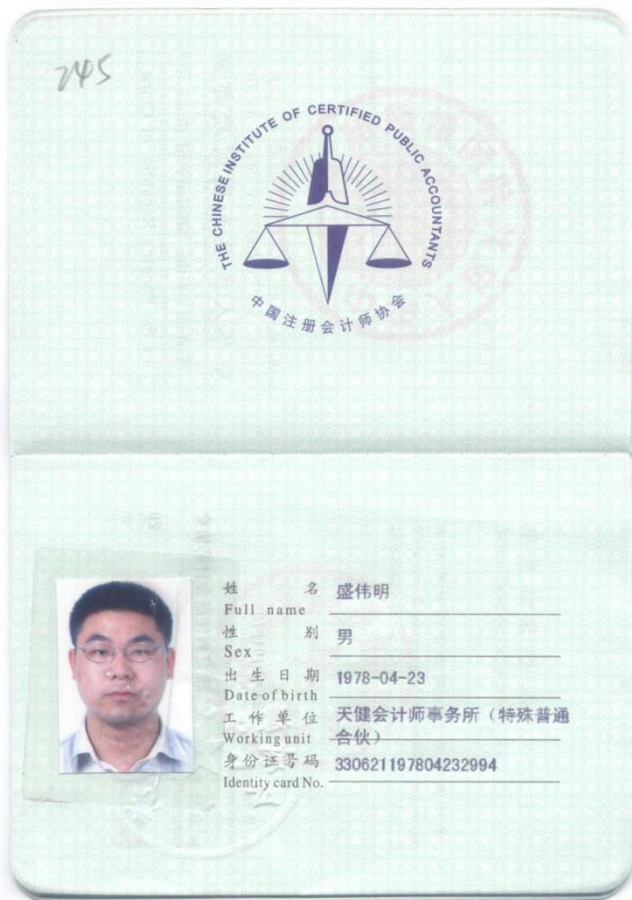 245
THE CHINESE INSTITUTE OF CERTIFIED PUBLIC ACCOUNTANTS
中国注册会计师协会
姓 名 盛伟明
Full name
性 别 男
Sex
出生日期 1978-04-23
Date of birth
工作单位 天健会计师事务所（特殊普通
Working unit 合伙）
身份证号码 330621197804232994
Identity card No.